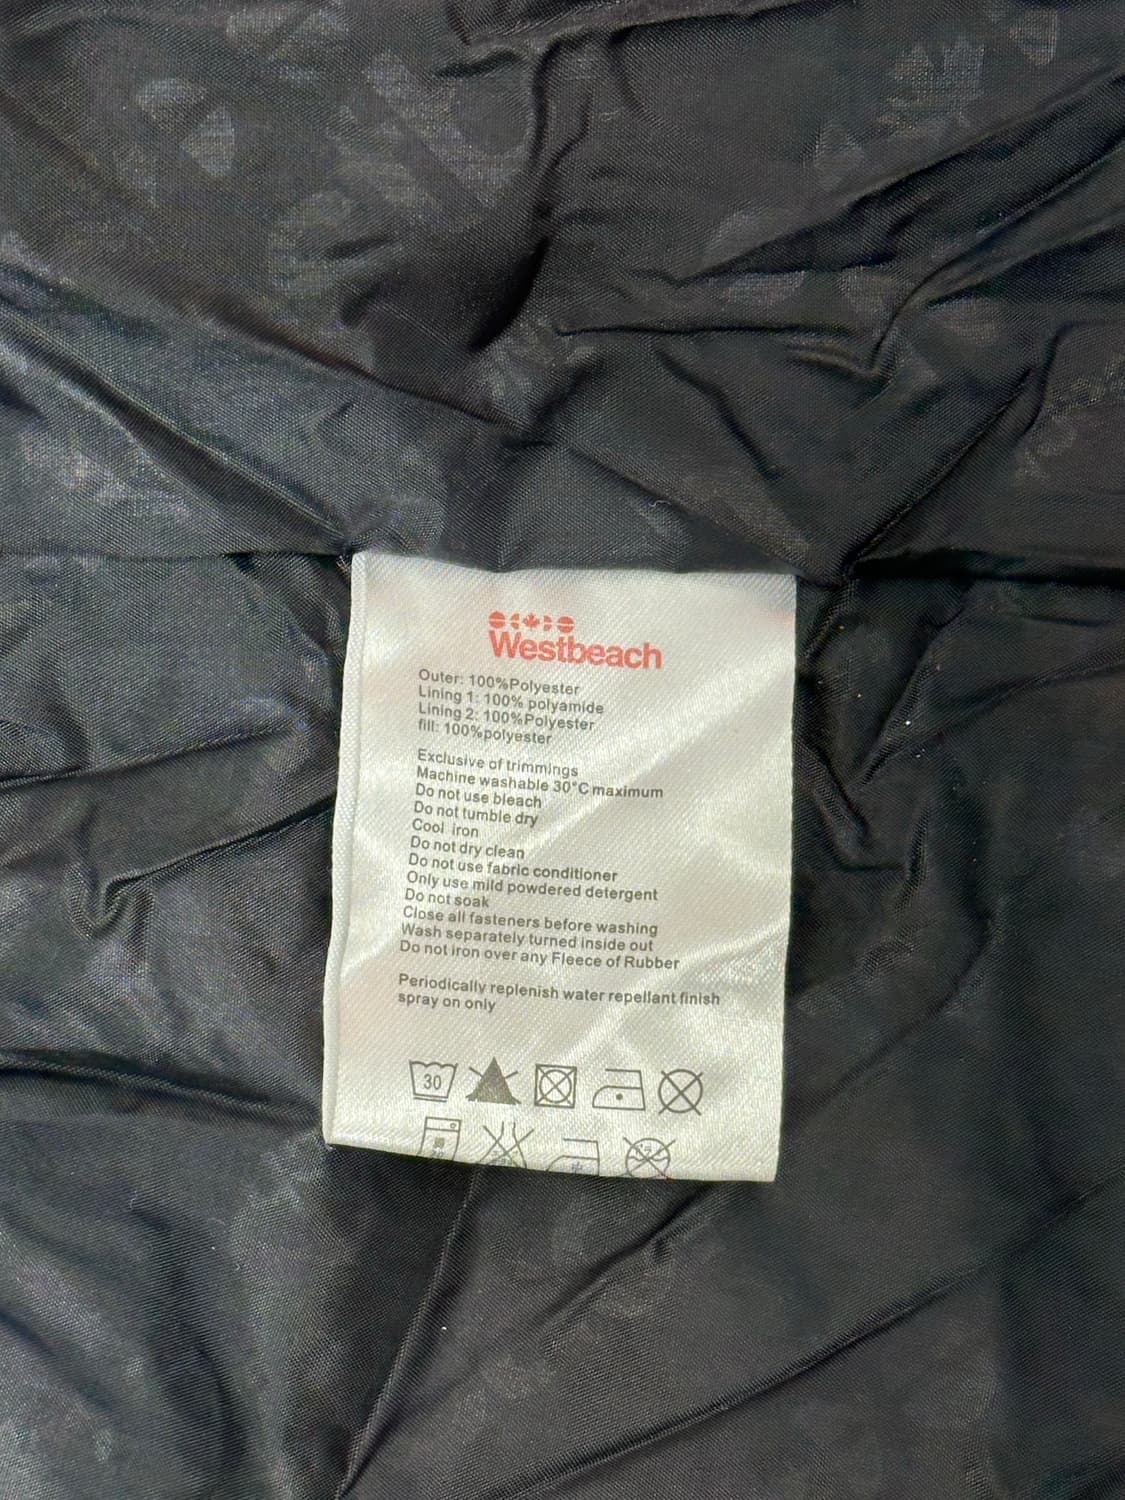 Westbeach
Outer: 100%Polyester
Lining 1: 100% polyamide
Lining 2: 100%Polyester
fill: 100%polyester
Exclusive of trimmings
Machine washable 30°C maximum
Do not use bleach
Do not tumble dry
Cool iron
Do not dry clean
Do not use fabric conditioner
Only use mild powdered detergent
Do not soak
Close all fasteners before washing
Wash separately turned inside out
Do not iron over any Fleece of Rubber
Periodically replenish water repellant finish
spray on only
30